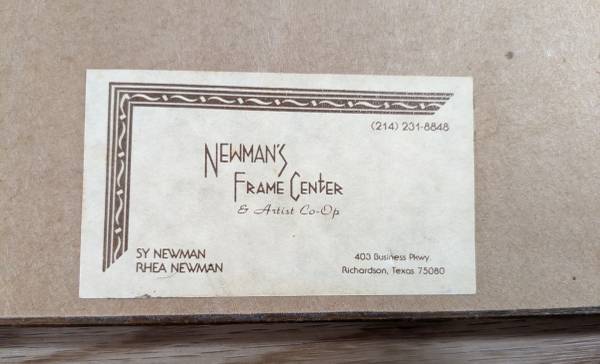 (214) 231-8848
NEWMAN'S
FRAME CENTER
& Artist Co-Op
SY NEWMAN
RHEA NEWMAN
403 Business Pkwy.
Richardson, Texas 75080